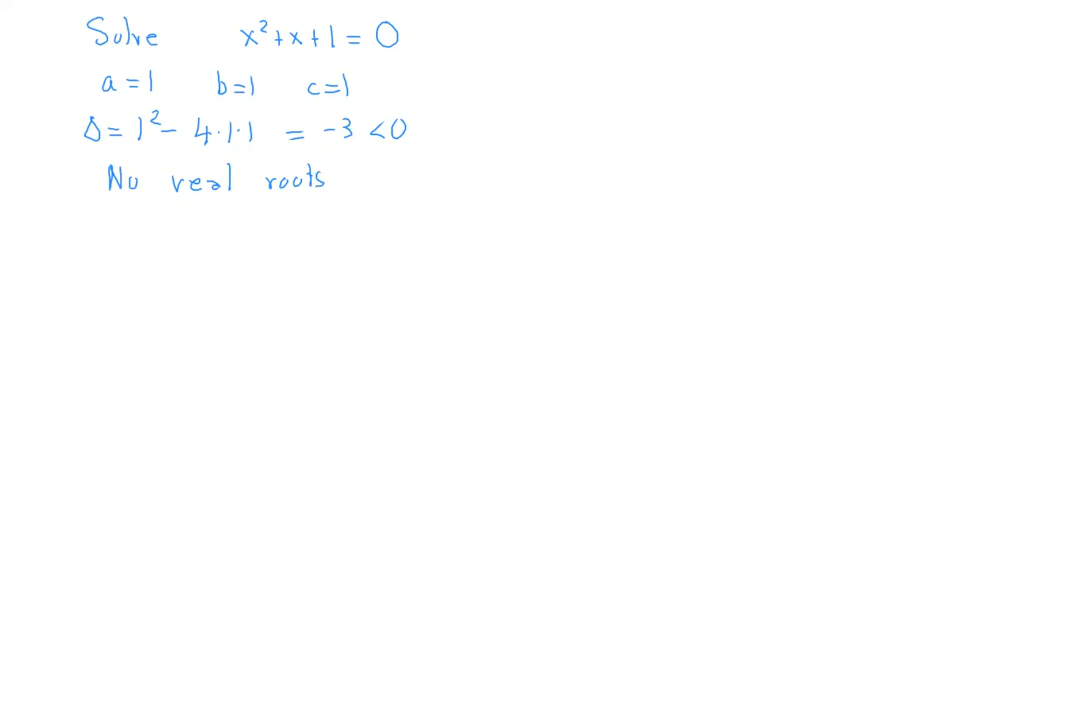 Solve x² + x + 1 = 0
a = 1 b = 1 c = 1
Δ = 1² - 4·1·1 = -3 < 0
No real roots